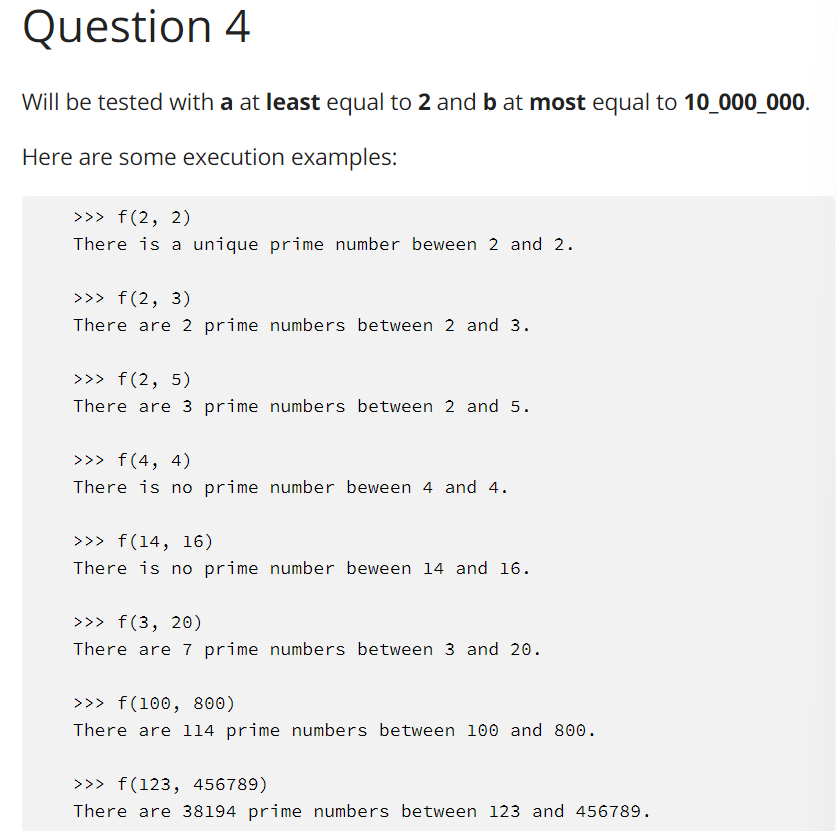 Question 4
Will be tested with a at least equal to 2 and b at most equal to 10_000_000.
Here are some execution examples:
>>> f(2, 2)
There is a unique prime number beween 2 and 2.
>>> f(2, 3)
There are 2 prime numbers between 2 and 3.
>>> f(2, 5)
There are 3 prime numbers between 2 and 5.
>>> f(4, 4)
There is no prime number beween 4 and 4.
>>> f(14, 16)
There is no prime number beween 14 and 16.
>>> f(3, 20)
There are 7 prime numbers between 3 and 20.
>>> f(100, 800)
There are 114 prime numbers between 100 and 800.
>>> f(123, 456789)
There are 38194 prime numbers between 123 and 456789.